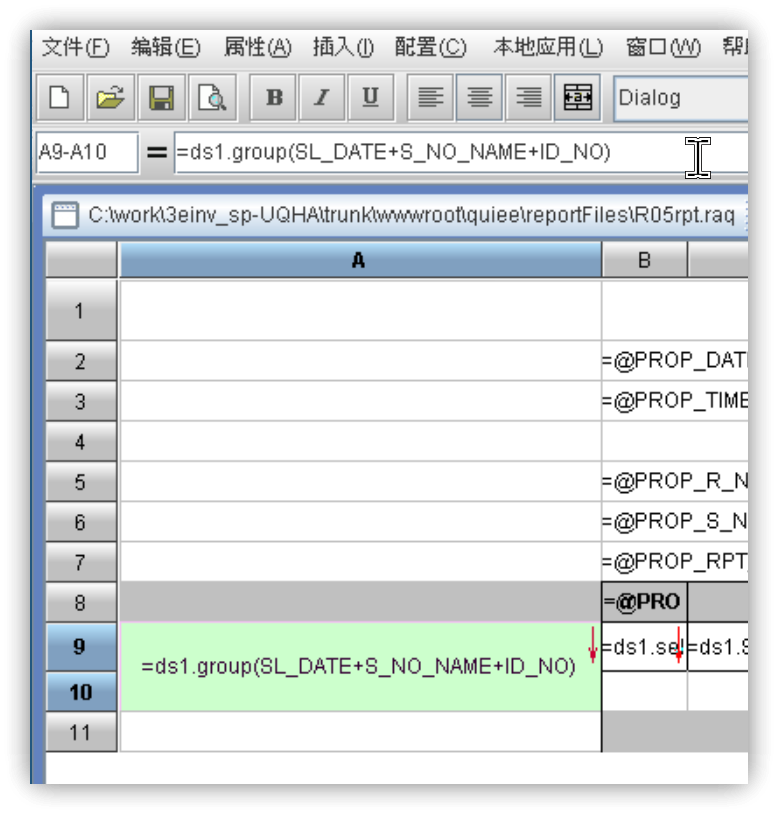 文件(F) 编辑(E) 属性(A) 插入(I) 配置(C) 本地应用(L) 窗口(W) 帮
B I U Dialog
A9-A10 = =ds1.group(SL_DATE+S_NO_NAME+ID_NO)
C:\work\3einv_sp-UQHA\trunk\wwwroot\quiee\reportFiles\R05rpt.raq
A B
1
2 =@PROP_DAT
3 =@PROP_TIME
4
5 =@PROP_R_N
6 =@PROP_S_N
7 =@PROP_RPT
8 =@PRO
9 =ds1.group(SL_DATE+S_NO_NAME+ID_NO) =ds1.se =ds1.S
10
11